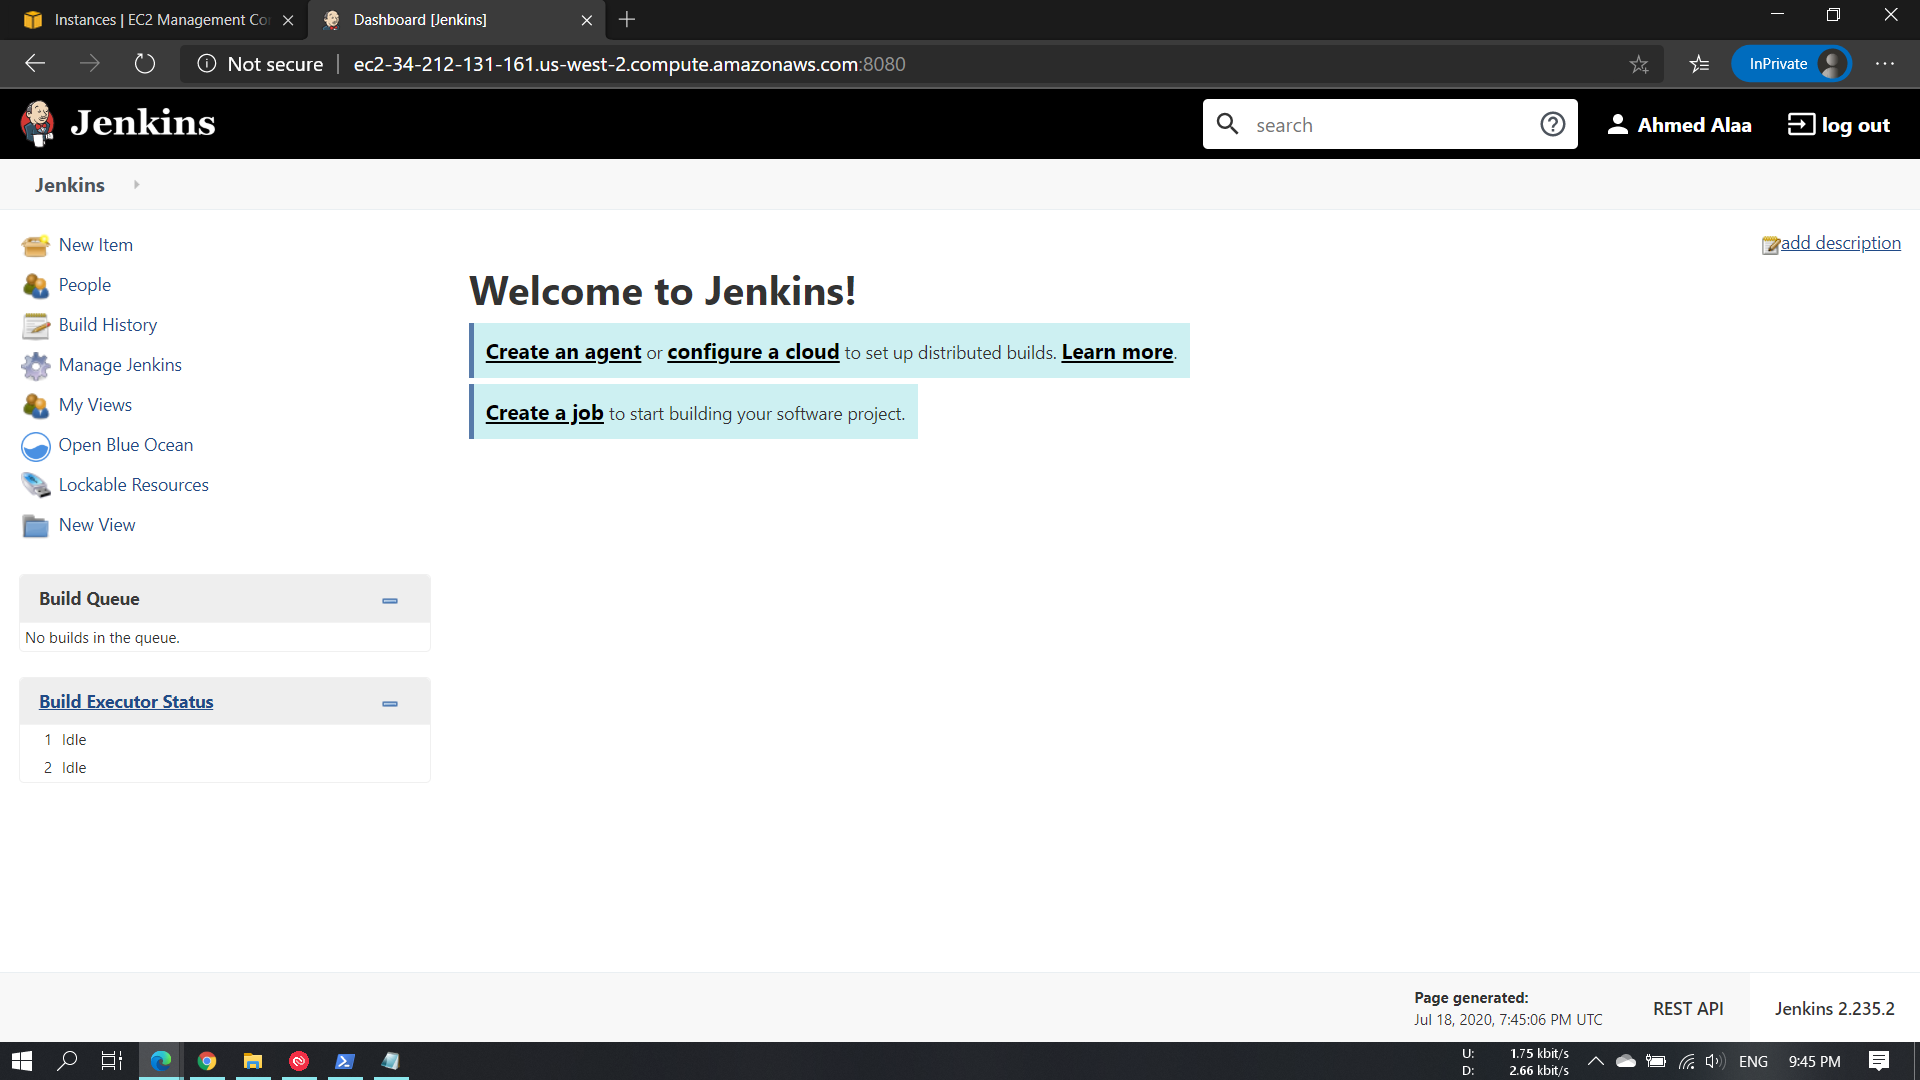 Instances | EC2 Management Co
Dashboard [Jenkins]
Not secure
ec2-34-212-131-161.us-west-2.compute.amazonaws.com:8080
InPrivate
Jenkins
search
Ahmed Alaa
log out
Jenkins
New Item
People
Build History
Manage Jenkins
My Views
Open Blue Ocean
Lockable Resources
New View
add description
Welcome to Jenkins!
Create an agent or configure a cloud to set up distributed builds. Learn more.
Create a job to start building your software project.
Build Queue
No builds in the queue.
Build Executor Status
1 Idle
2 Idle
Page generated:
Jul 18, 2020, 7:45:06 PM UTC
REST API
Jenkins 2.235.2
U: 1.75 kbit/s
D: 2.66 kbit/s
ENG
9:45 PM